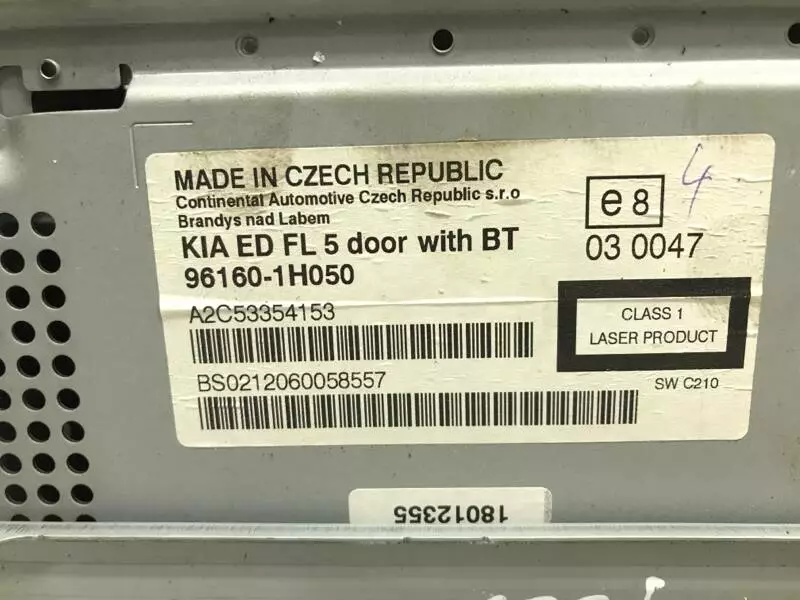 MADE IN CZECH REPUBLIC
Continental Automotive Czech Republic s.r.o
Brandys nad Labem
KIA ED FL 5 door with BT
96160-1H050
A2C53354153
BS0212060058557
e 8
4
03 0047
CLASS 1
LASER PRODUCT
SW C210
18012355